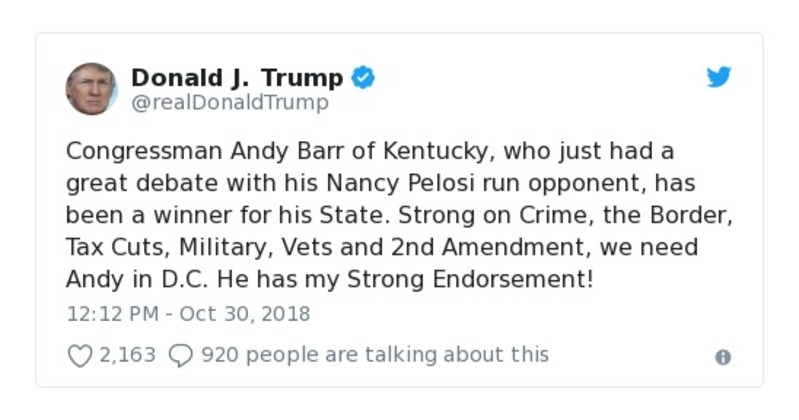 Donald J. Trump
@realDonaldTrump
Congressman Andy Barr of Kentucky, who just had a
great debate with his Nancy Pelosi run opponent, has
been a winner for his State. Strong on Crime, the Border,
Tax Cuts, Military, Vets and 2nd Amendment, we need
Andy in D.C. He has my Strong Endorsement!
12:12 PM - Oct 30, 2018
2,163 920 people are talking about this